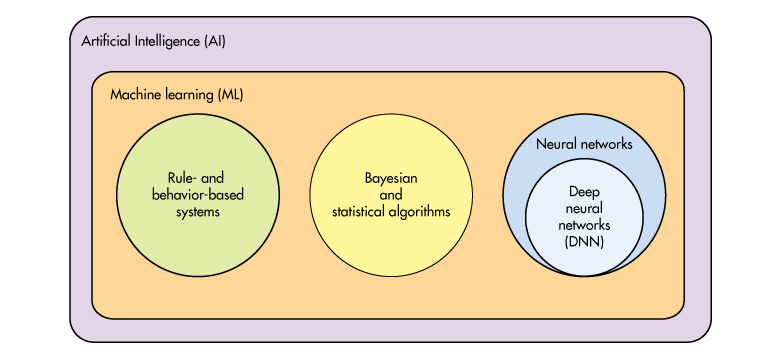 Artificial Intelligence (AI)
Machine learning (ML)
Rule- and
behavior-based
systems
Bayesian
and
statistical algorithms
Neural networks
Deep
neural
networks
(DNN)